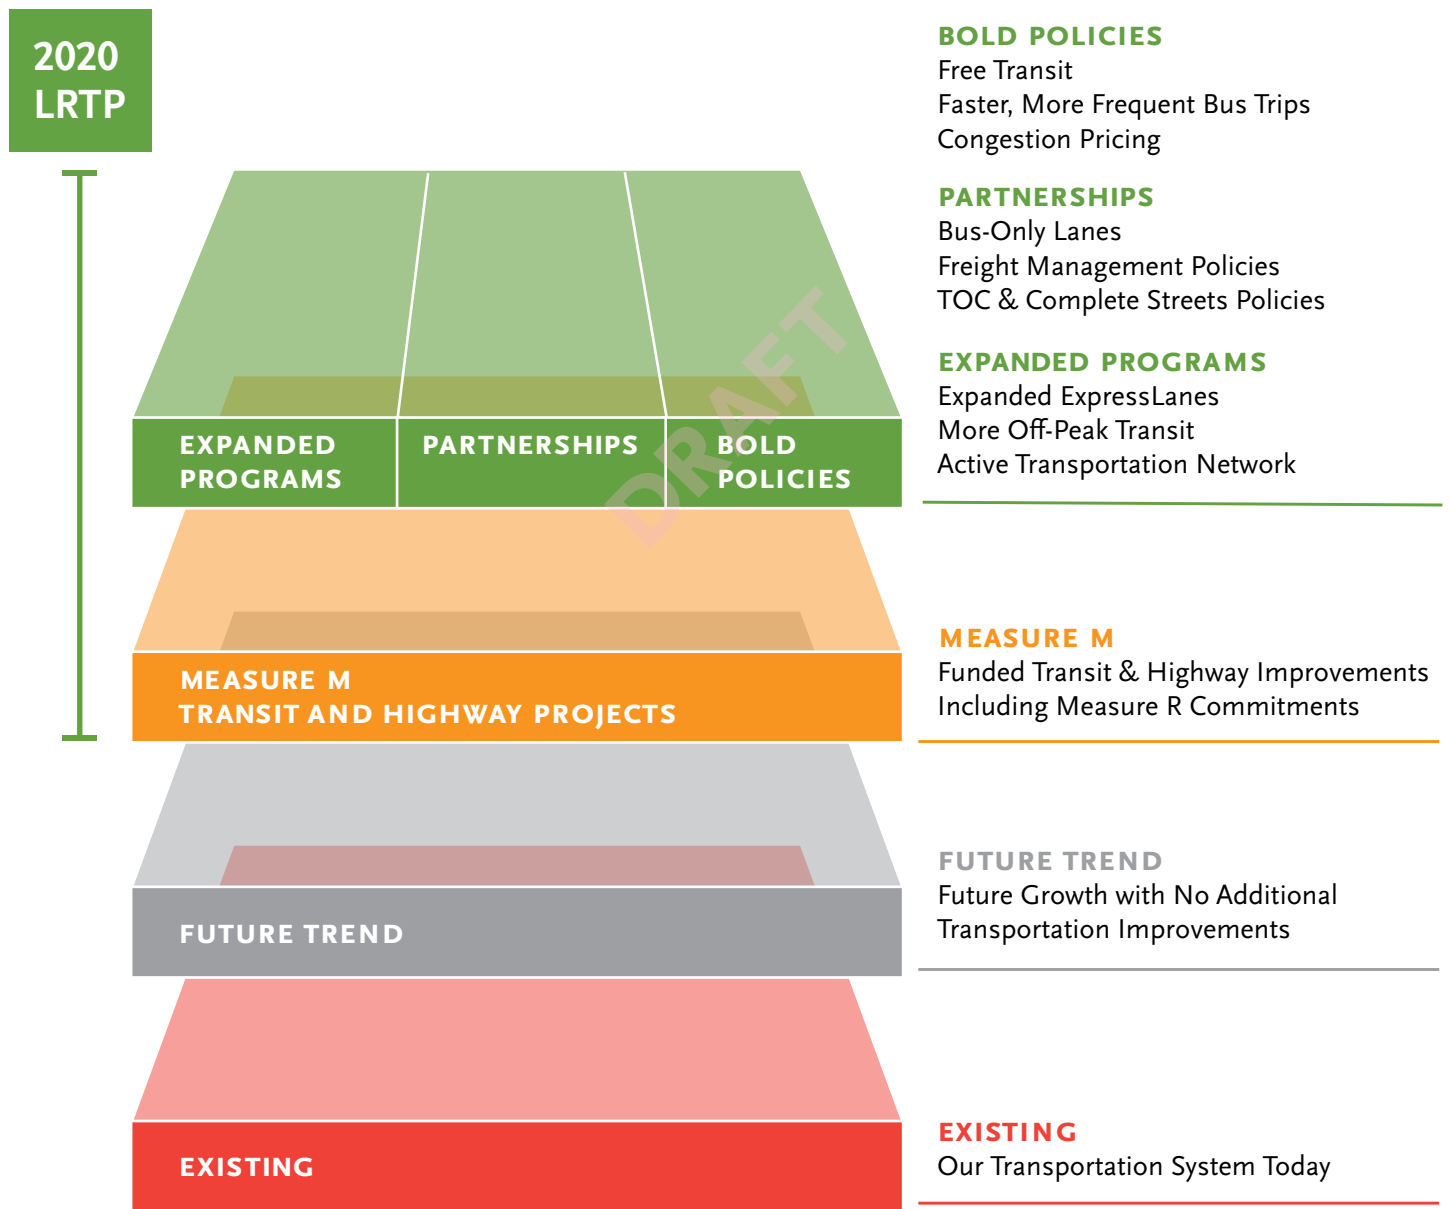 2020
LRTP
BOLD POLICIES
Free Transit
Faster, More Frequent Bus Trips
Congestion Pricing
PARTNERSHIPS
Bus-Only Lanes
Freight Management Policies
TOC & Complete Streets Policies
EXPANDED PROGRAMS
Expanded ExpressLanes
More Off-Peak Transit
Active Transportation Network
EXPANDED
PROGRAMS
PARTNERSHIPS
BOLD
POLICIES
DRAFT
MEASURE M
TRANSIT AND HIGHWAY PROJECTS
MEASURE M
Funded Transit & Highway Improvements
Including Measure R Commitments
FUTURE TREND
FUTURE TREND
Future Growth with No Additional
Transportation Improvements
EXISTING
EXISTING
Our Transportation System Today